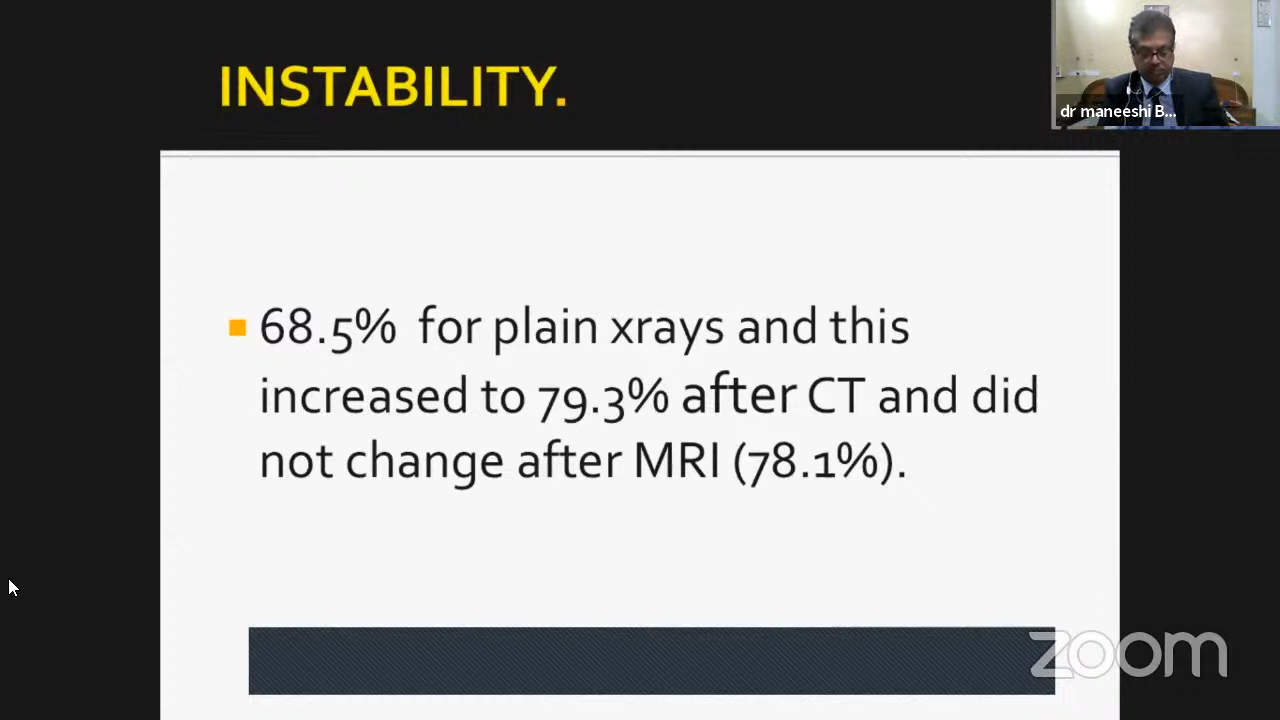 INSTABILITY.
dr maneeshi B...
68.5% for plain xrays and this
increased to 79.3% after CT and did
not change after MRI (78.1%).
zoom